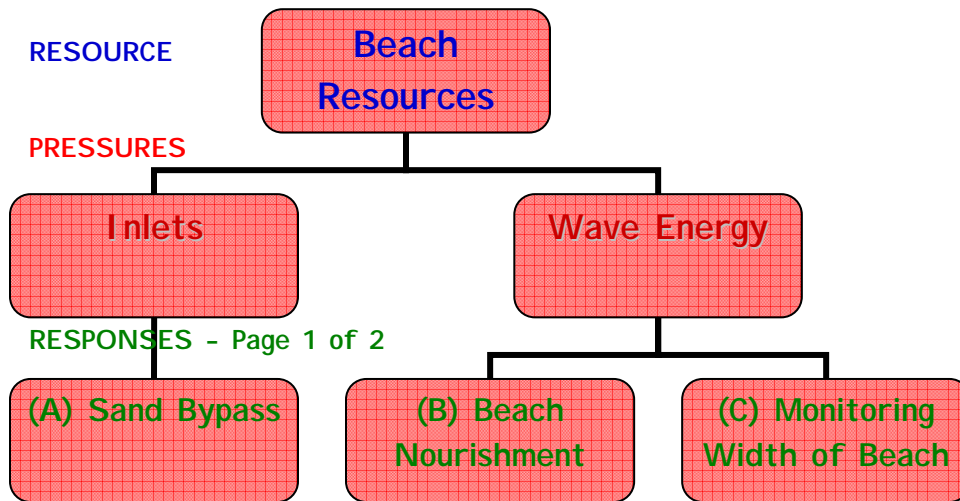 RESOURCE
Beach
Resources
PRESSURES
Inlets
Wave Energy
RESPONSES - Page 1 of 2
(A) Sand Bypass
(B) Beach
Nourishment
(C) Monitoring
Width of Beach